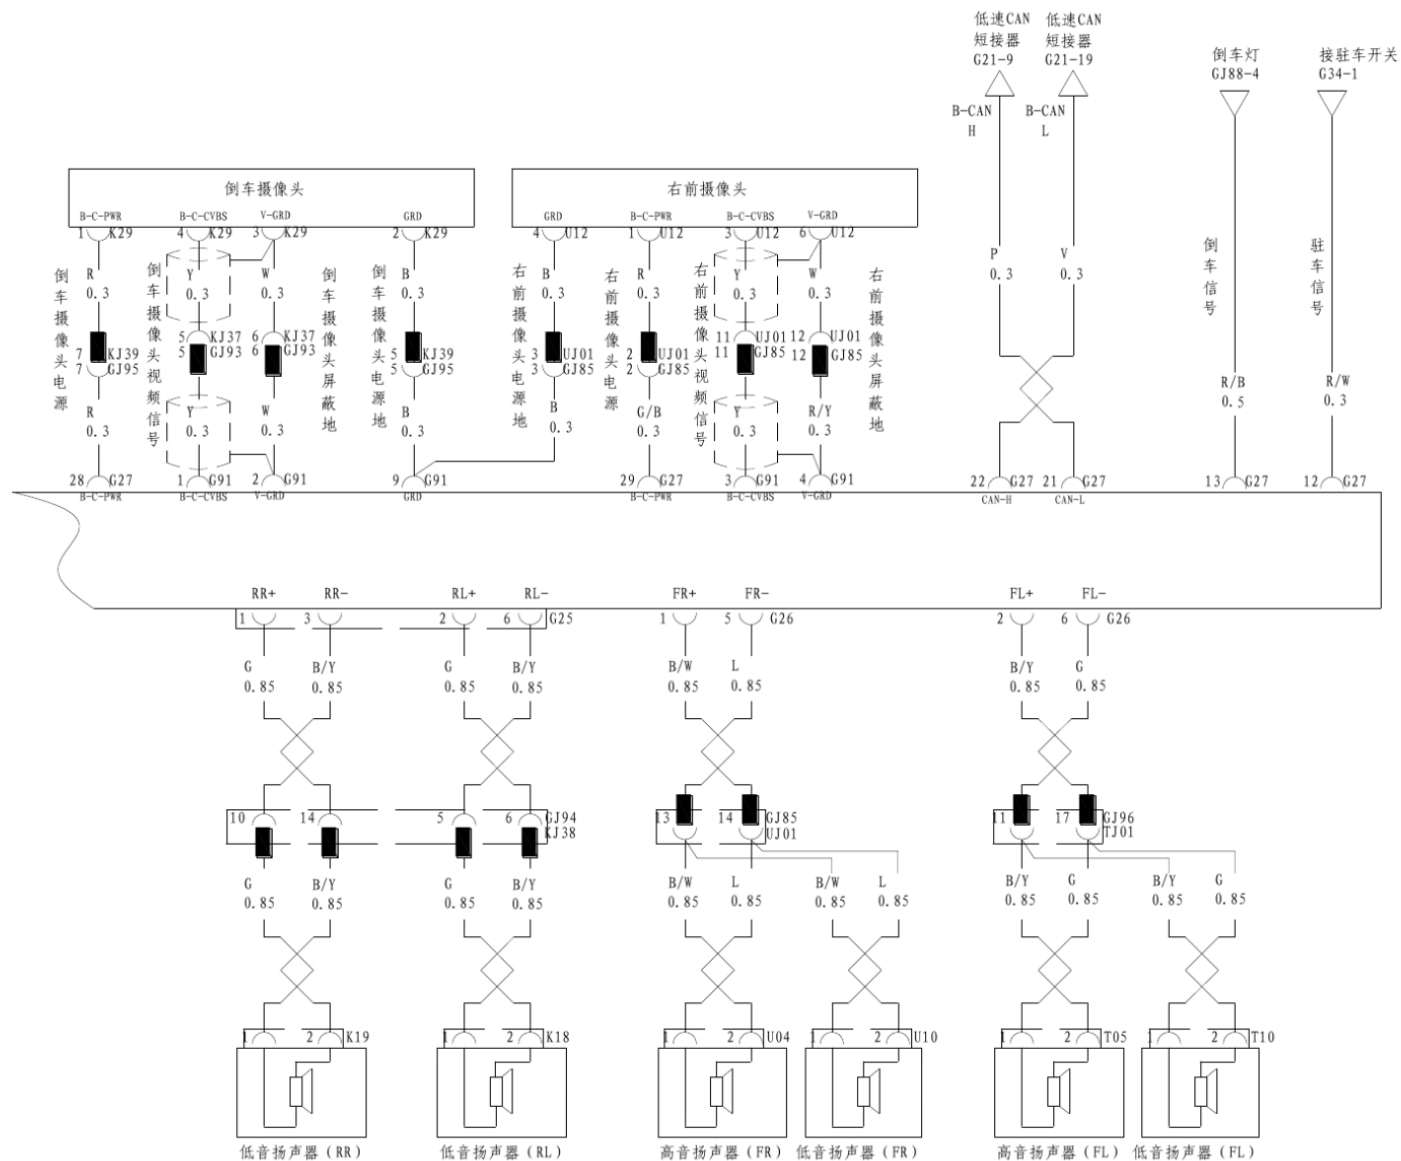 低速CAN 低速CAN
短接器 短接器 倒车灯 接驻车开关
G21-9 G21-19 GJ88-4 G34-1
B-CAN B-CAN
H L
倒车摄像头 右前摄像头
B-C-PWR B-C-CVBS V-GRD GRD GRD B-C-PWR B-C-CVBS V-GRD
1 K29 4 K29 3 K29 2 K29 4 U12 1 U12 3 U12 6 U12
倒车摄像头电源
倒车摄像头视频信号
倒车摄像头屏蔽地
倒车摄像头电源地
右前摄像头电源地
右前摄像头电源
右前摄像头视频信号
右前摄像头屏蔽地
倒车信号
驻车信号
P V
0.3 0.3
R Y W B B R Y W
0.3 0.3 0.3 0.3 0.3 0.3 0.3 0.3
5 KJ37 6 KJ37 11 UJ01 12 UJ01
5 GJ93 6 GJ93 11 GJ85 12 GJ85
7 KJ39 5 KJ39 3 UJ01 2 UJ01
7 GJ95 5 GJ95 3 GJ85 2 GJ85
R/B R/W
0.5 0.3
R Y W B B G/B Y R/Y
0.3 0.3 0.3 0.3 0.3 0.3 0.3 0.3
28 G27 1 G91 2 G91 9 G91 29 G27 3 G91 4 G91 22 G27 21 G27 13 G27 12 G27
B-C-PWR B-C-CVBS V-GRD GRD B-C-PWR B-C-CVBS V-GRD CAN-H CAN-L
RR+ RR- RL+ RL- FR+ FR- FL+ FL-
1 3 2 6 G25 1 5 G26 2 6 G26
G B/Y G B/Y B/W L B/Y G
0.85 0.85 0.85 0.85 0.85 0.85 0.85 0.85
10 14 5 6 GJ94 13 14 GJ85 11 17 GJ96
KJ38 UJ01 TJ01
G B/Y G B/Y B/W L B/W L B/Y G B/Y G
0.85 0.85 0.85 0.85 0.85 0.85 0.85 0.85 0.85 0.85 0.85 0.85
1 2 K19 1 2 K18 1 2 U04 1 2 U10 1 2 T05 1 2 T10
低音扬声器（RR） 低音扬声器（RL） 高音扬声器（FR） 低音扬声器（FR） 高音扬声器（FL） 低音扬声器（FL）